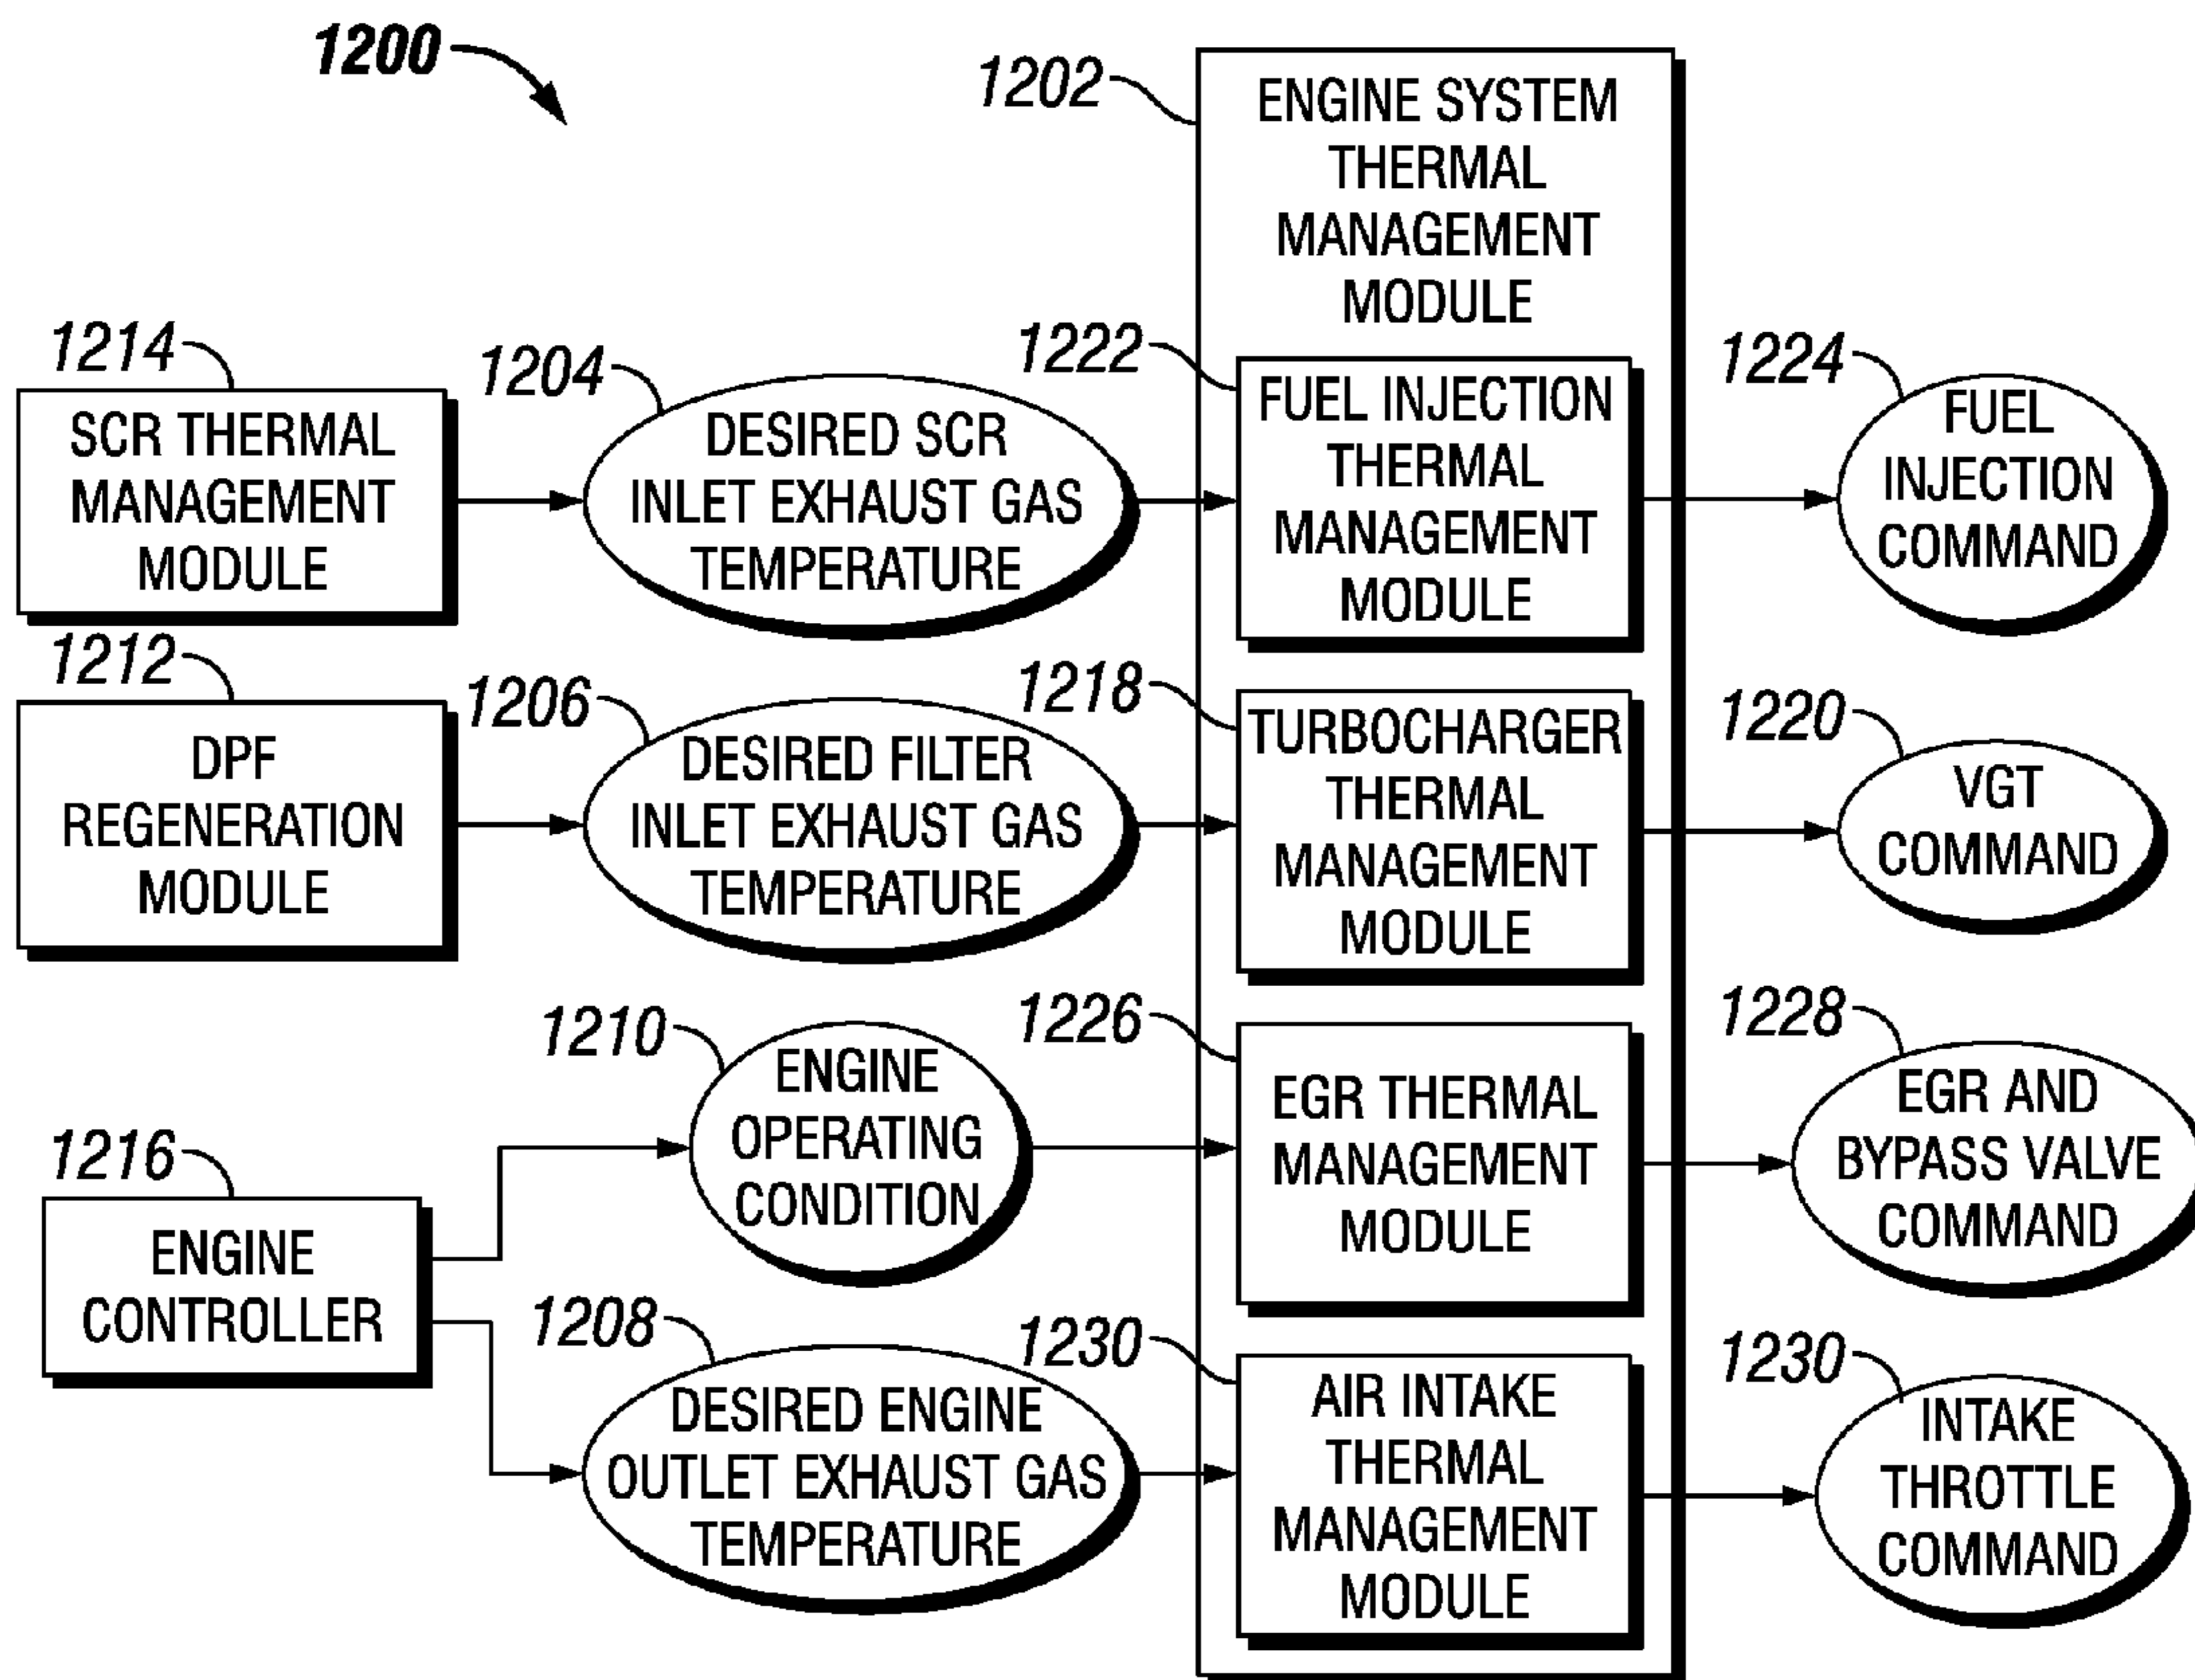 1200
1202
ENGINE SYSTEM
THERMAL
MANAGEMENT
MODULE
1214
SCR THERMAL
MANAGEMENT
MODULE
1204
DESIRED SCR
INLET EXHAUST GAS
TEMPERATURE
1222
FUEL INJECTION
THERMAL
MANAGEMENT
MODULE
1224
FUEL
INJECTION
COMMAND
1212
DPF
REGENERATION
MODULE
1206
DESIRED FILTER
INLET EXHAUST GAS
TEMPERATURE
1218
TURBOCHARGER
THERMAL
MANAGEMENT
MODULE
1220
VGT
COMMAND
1216
ENGINE
CONTROLLER
1210
ENGINE
OPERATING
CONDITION
1226
EGR THERMAL
MANAGEMENT
MODULE
1228
EGR AND
BYPASS VALVE
COMMAND
1208
DESIRED ENGINE
OUTLET EXHAUST GAS
TEMPERATURE
1230
AIR INTAKE
THERMAL
MANAGEMENT
MODULE
1230
INTAKE
THROTTLE
COMMAND